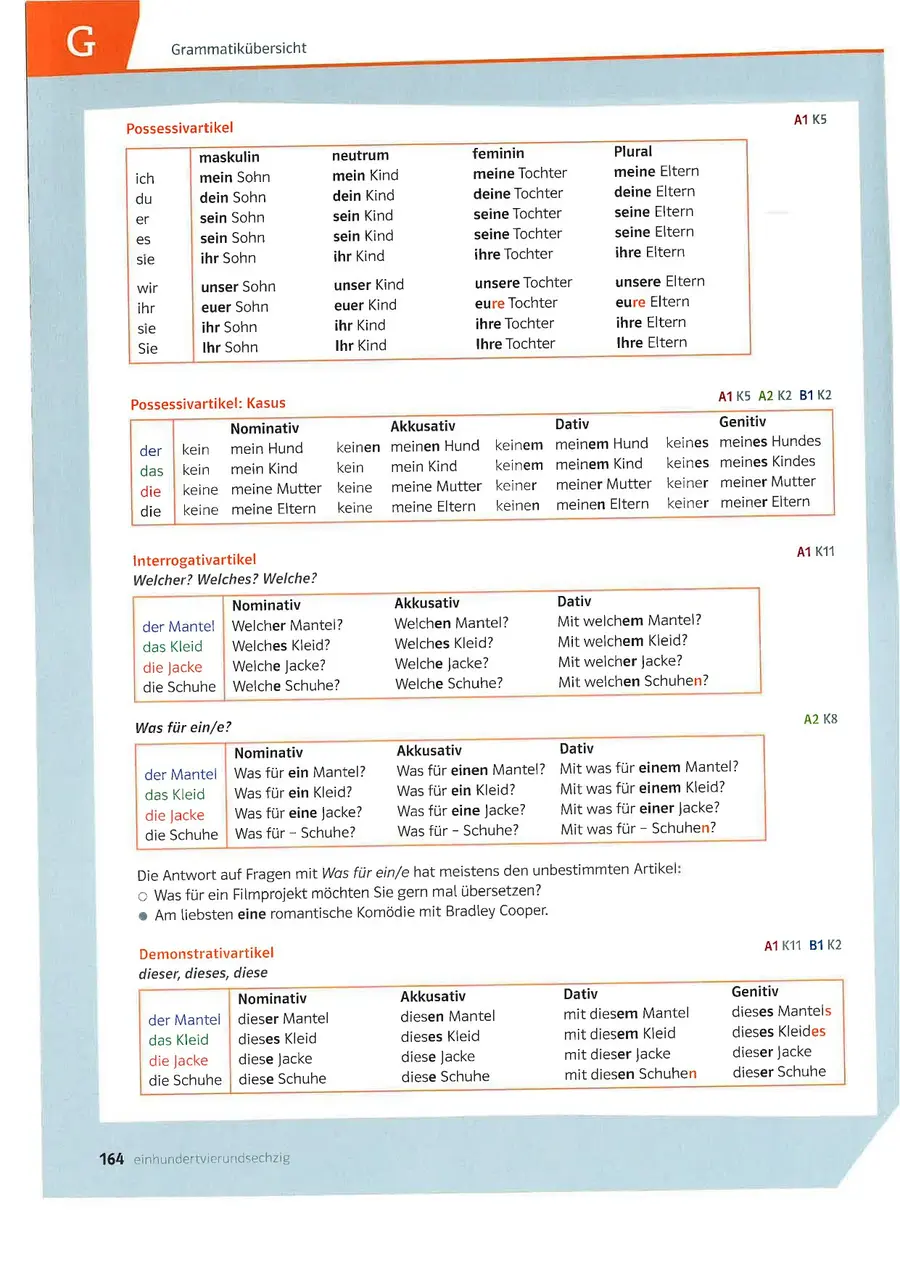 G
Grammatikübersicht
Possessivartikel A1 K5
maskulin neutrum feminin Plural
ich mein Sohn mein Kind meine Tochter meine Eltern
du dein Sohn dein Kind deine Tochter deine Eltern
er sein Sohn sein Kind seine Tochter seine Eltern
es sein Sohn sein Kind seine Tochter seine Eltern
sie ihr Sohn ihr Kind ihre Tochter ihre Eltern
wir unser Sohn unser Kind unsere Tochter unsere Eltern
ihr euer Sohn euer Kind eure Tochter eure Eltern
sie ihr Sohn ihr Kind ihre Tochter ihre Eltern
Sie Ihr Sohn Ihr Kind Ihre Tochter Ihre Eltern
Possessivartikel: Kasus A1 K5 A2 K2 B1 K2
Nominativ Akkusativ Dativ Genitiv
der kein mein Hund keinen meinen Hund keinem meinem Hund keines meines Hundes
das kein mein Kind kein mein Kind keinem meinem Kind keines meines Kindes
die keine meine Mutter keine meine Mutter keiner meiner Mutter keiner meiner Mutter
die keine meine Eltern keine meine Eltern keinen meinen Eltern keiner meiner Eltern
Interrogativartikel A1 K11
Welcher? Welches? Welche?
Nominativ Akkusativ Dativ
der Mantel Welcher Mantel? Welchen Mantel? Mit welchem Mantel?
das Kleid Welches Kleid? Welches Kleid? Mit welchem Kleid?
die Jacke Welche Jacke? Welche Jacke? Mit welcher Jacke?
die Schuhe Welche Schuhe? Welche Schuhe? Mit welchen Schuhen?
Was für ein/e? A2 K8
Nominativ Akkusativ Dativ
der Mantel Was für ein Mantel? Was für einen Mantel? Mit was für einem Mantel?
das Kleid Was für ein Kleid? Was für ein Kleid? Mit was für einem Kleid?
die Jacke Was für eine Jacke? Was für eine Jacke? Mit was für einer Jacke?
die Schuhe Was für – Schuhe? Was für – Schuhe? Mit was für – Schuhen?
Die Antwort auf Fragen mit Was für ein/e hat meistens den unbestimmten Artikel:
○ Was für ein Filmprojekt möchten Sie gern mal übersetzen?
● Am liebsten eine romantische Komödie mit Bradley Cooper.
Demonstrativartikel A1 K11 B1 K2
dieser, dieses, diese
Nominativ Akkusativ Dativ Genitiv
der Mantel dieser Mantel diesen Mantel mit diesem Mantel dieses Mantels
das Kleid dieses Kleid dieses Kleid mit diesem Kleid dieses Kleides
die Jacke diese Jacke diese Jacke mit dieser Jacke dieser Jacke
die Schuhe diese Schuhe diese Schuhe mit diesen Schuhen dieser Schuhe
164 einhundertvierundsechzig